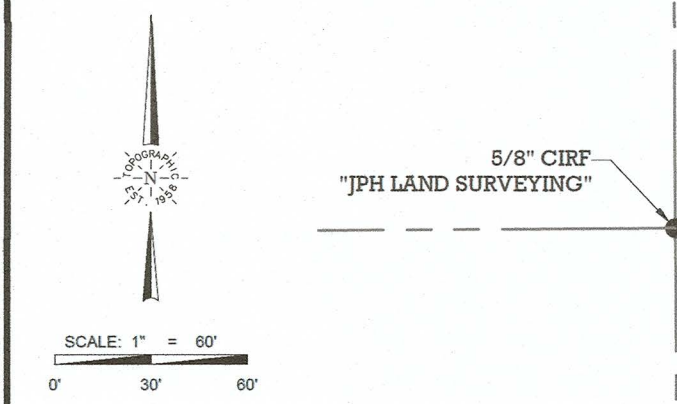 TOPOGRAPHIC
N
EST. 1958
5/8" CIRF
"JPH LAND SURVEYING"
SCALE: 1" = 60'
0' 30' 60'